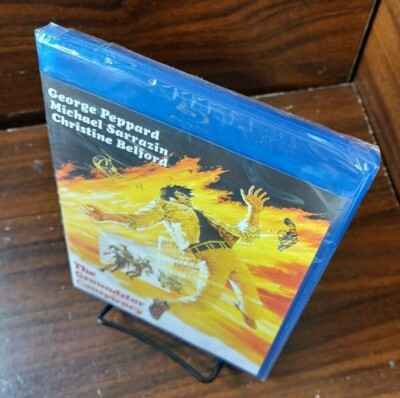 George Peppard
Michael Sarrazin
Christine Belford
The
Groundstar
Conspiracy